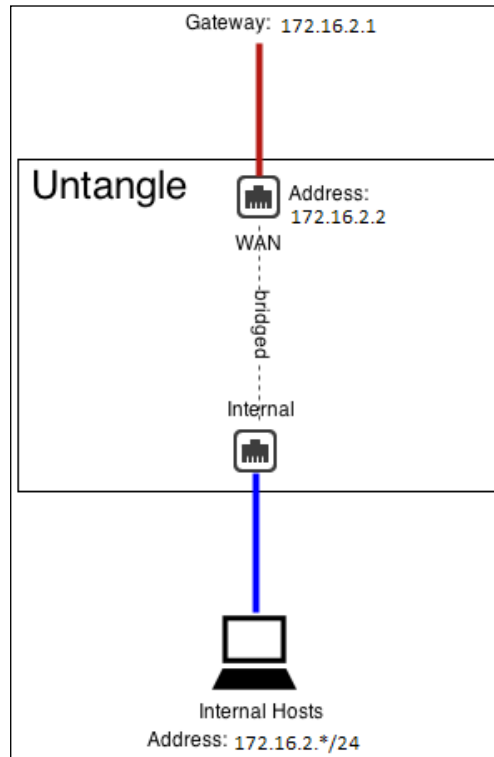 Gateway: 172.16.2.1
Untangle
Address:
172.16.2.2
WAN
bridged
Internal
Internal Hosts
Address: 172.16.2.*/24